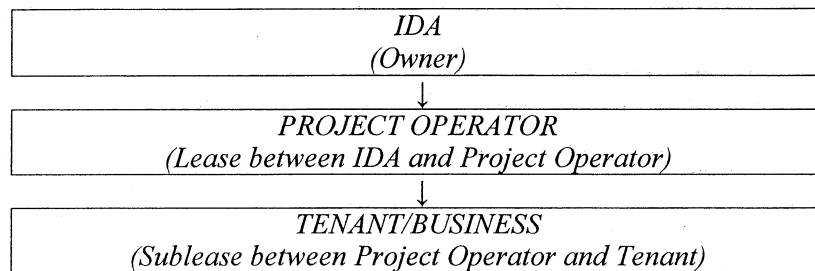 IDA
(Owner)
↓
PROJECT OPERATOR
(Lease between IDA and Project Operator)
↓
TENANT/BUSINESS
(Sublease between Project Operator and Tenant)